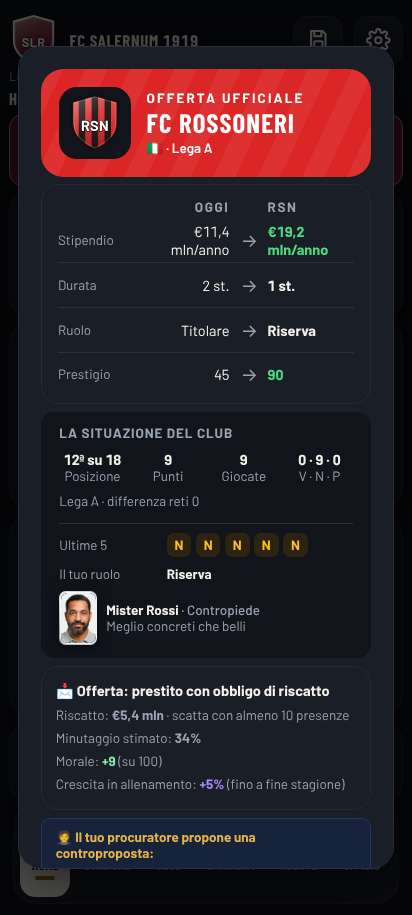 SLR FC SALERNUM 1919
OFFERTA UFFICIALE
RSN
FC ROSSONERI
· Lega A
OGGI RSN
Stipendio €11,4 mln/anno → €19,2 mln/anno
Durata 2 st. → 1 st.
Ruolo Titolare → Riserva
Prestigio 45 → 90
LA SITUAZIONE DEL CLUB
12ª su 18 9 9 0 · 9 · 0
Posizione Punti Giocate V · N · P
Lega A · differenza reti 0
Ultime 5 N N N N N
Il tuo ruolo Riserva
Mister Rossi · Contropiede
Meglio concreti che belli
Offerta: prestito con obbligo di riscatto
Riscatto: €5,4 mln · scatta con almeno 10 presenze
Minutaggio stimato: 34%
Morale: +9 (su 100)
Crescita in allenamento: +5% (fino a fine stagione)
Il tuo procuratore propone una
controproposta: